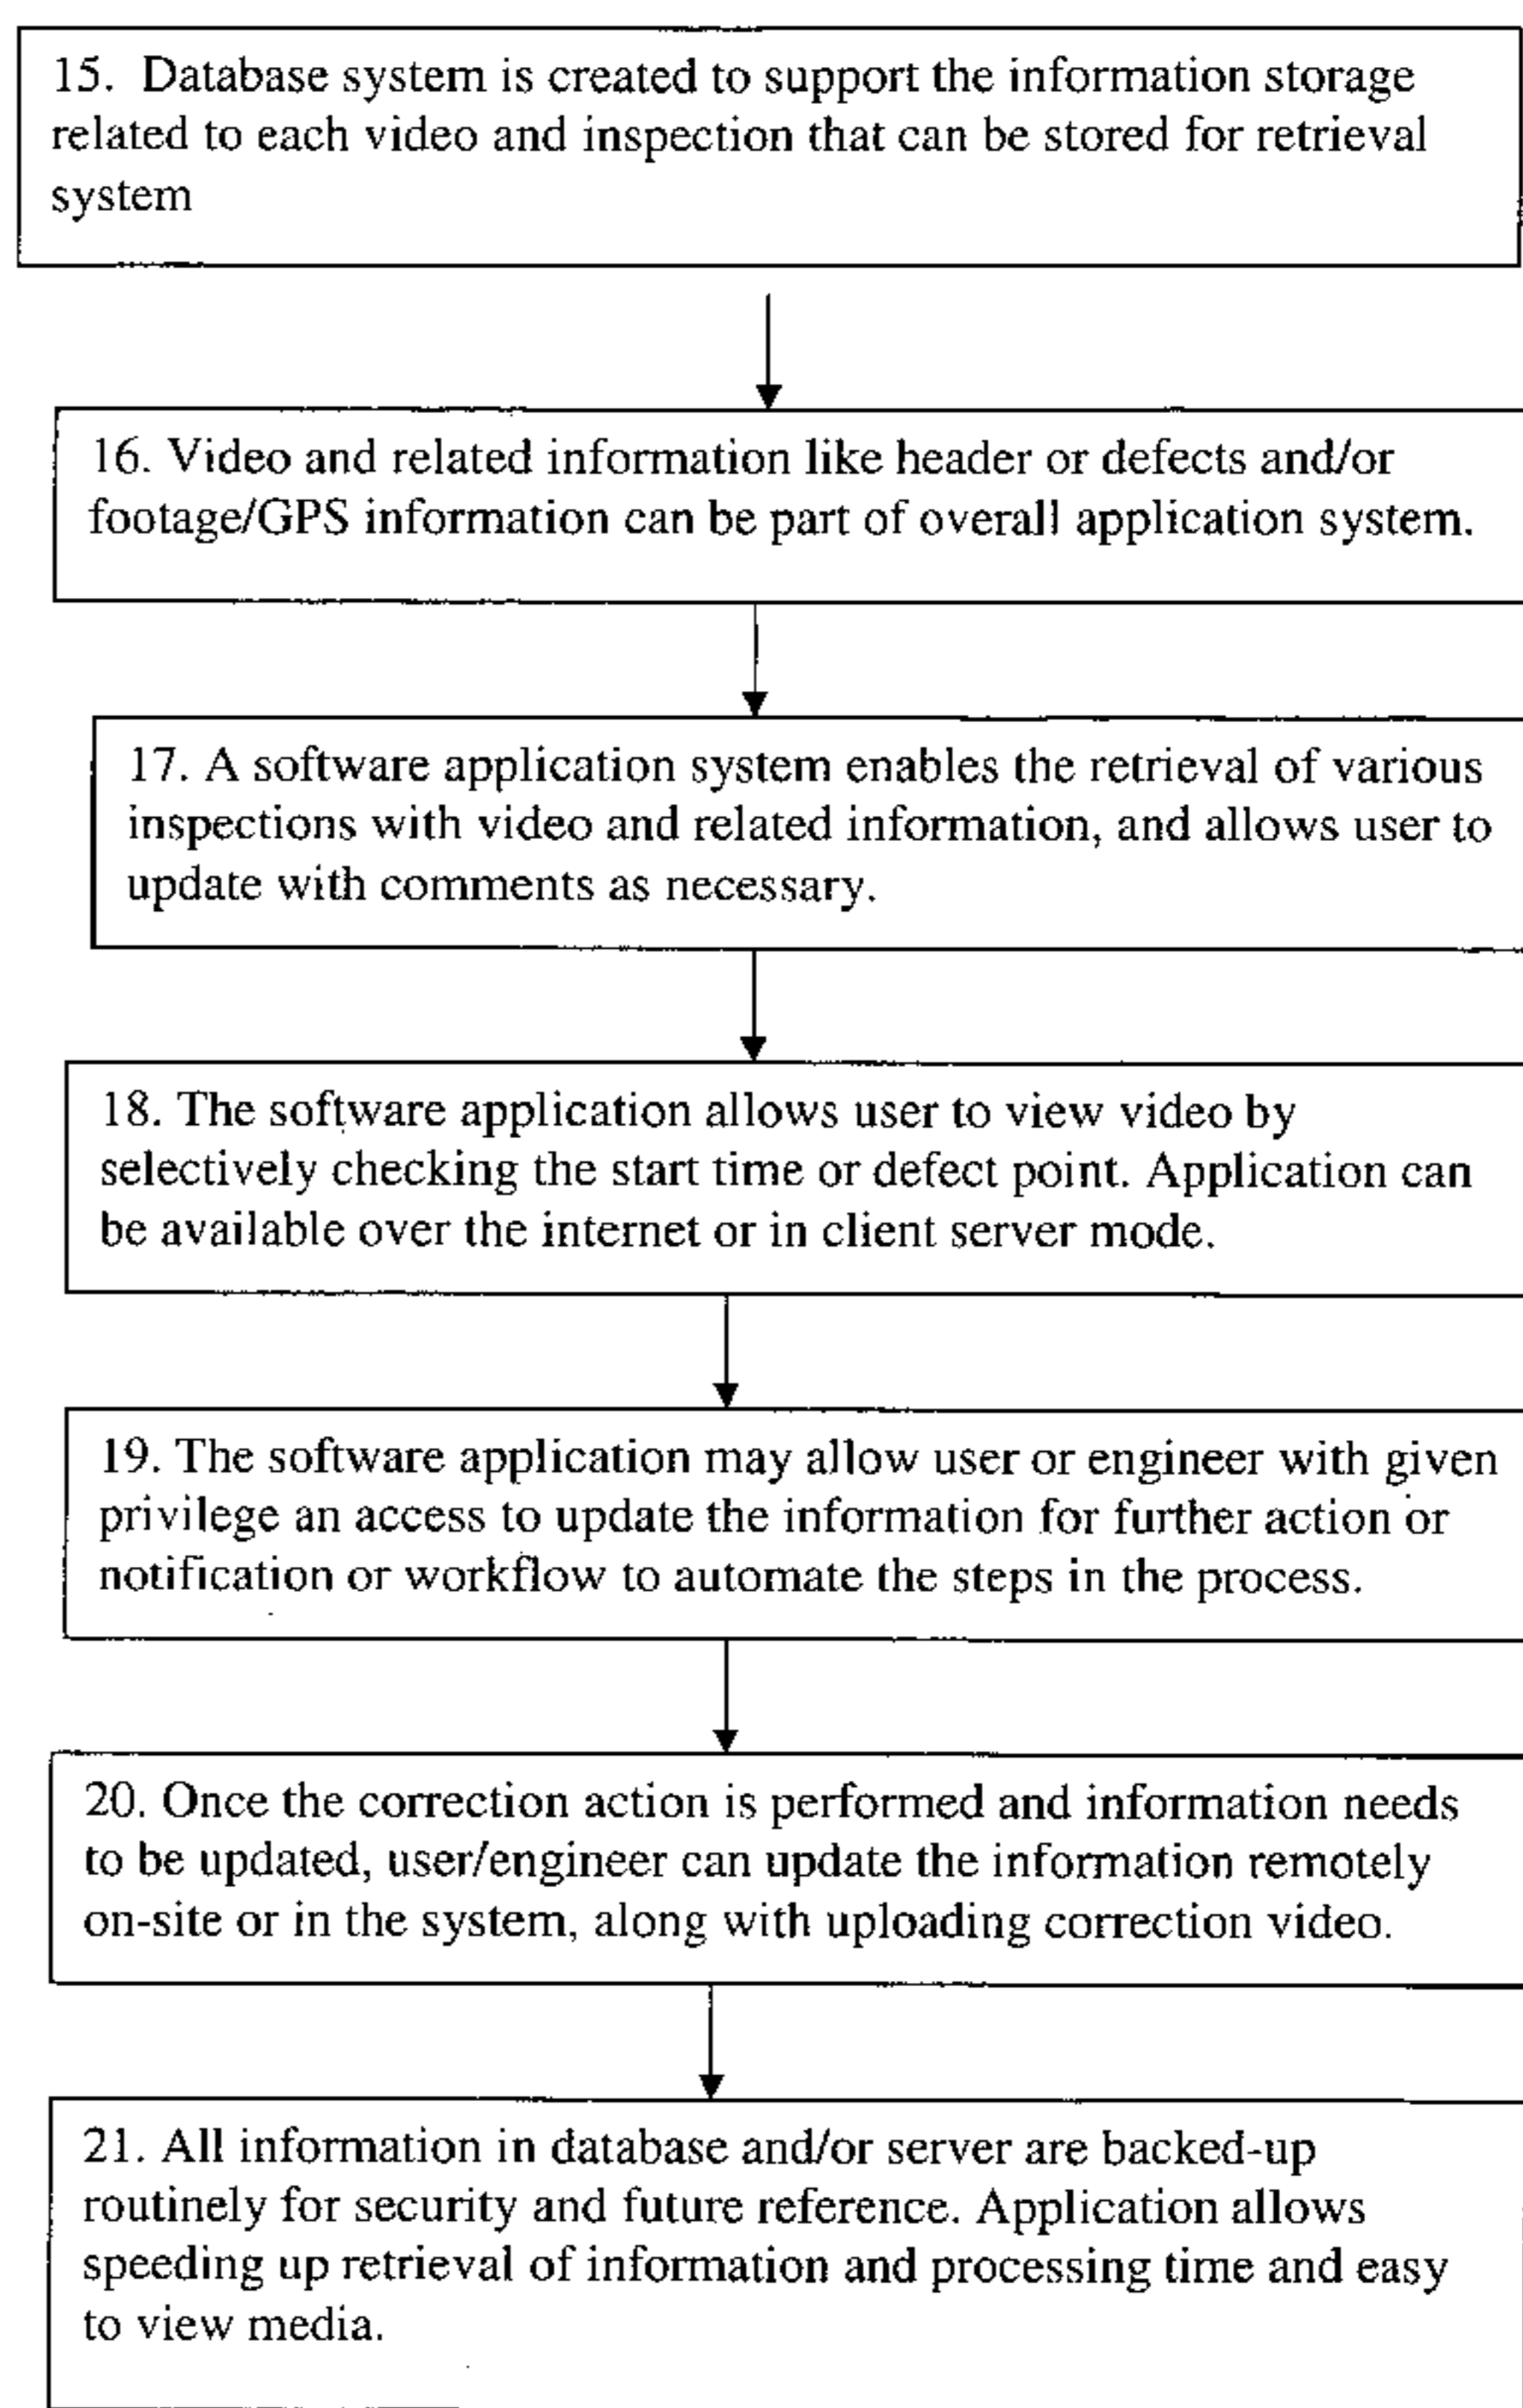 15. Database system is created to support the information storage
related to each video and inspection that can be stored for retrieval
system
16. Video and related information like header or defects and/or
footage/GPS information can be part of overall application system.
17. A software application system enables the retrieval of various
inspections with video and related information, and allows user to
update with comments as necessary.
18. The software application allows user to view video by
selectively checking the start time or defect point. Application can
be available over the internet or in client server mode.
19. The software application may allow user or engineer with given
privilege an access to update the information for further action or
notification or workflow to automate the steps in the process.
20. Once the correction action is performed and information needs
to be updated, user/engineer can update the information remotely
on-site or in the system, along with uploading correction video.
21. All information in database and/or server are backed-up
routinely for security and future reference. Application allows
speeding up retrieval of information and processing time and easy
to view media.